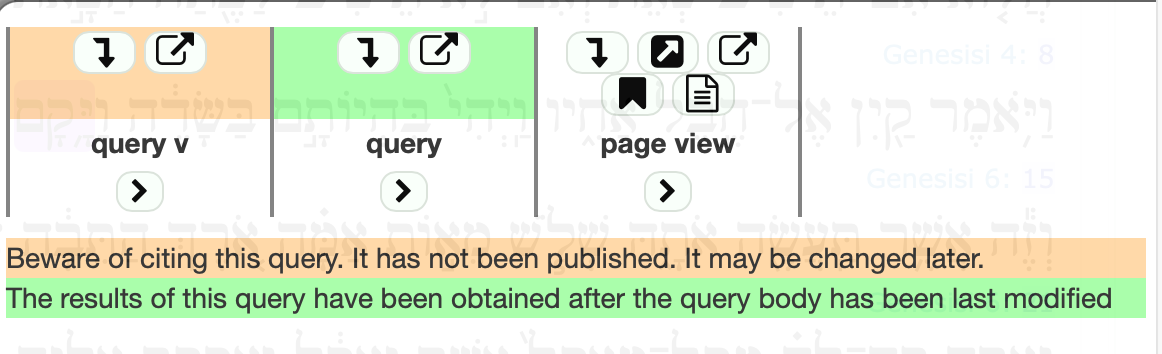 Genesisi 4: 8
וַיֹּ֥אמֶר קַ֖יִן אֶל־הֶ֣בֶל אָחִ֑יו וַֽיְהִי֙ בִּהְיוֹתָ֣ם בַּשָּׂדֶ֔ה וַיָּ֥קָם
query v
query
page view
Genesisi 6: 15
וְזֶ֕ה אֲשֶׁ֥ר תַּֽעֲשֶׂ֖ה אֹתָ֑הּ שְׁלֹ֧שׁ מֵא֣וֹת אַמָּ֗ה אֹ֚רֶךְ הַתֵּבָ֔ה
Beware of citing this query. It has not been published. It may be changed later.
The results of this query have been obtained after the query body has been last modified